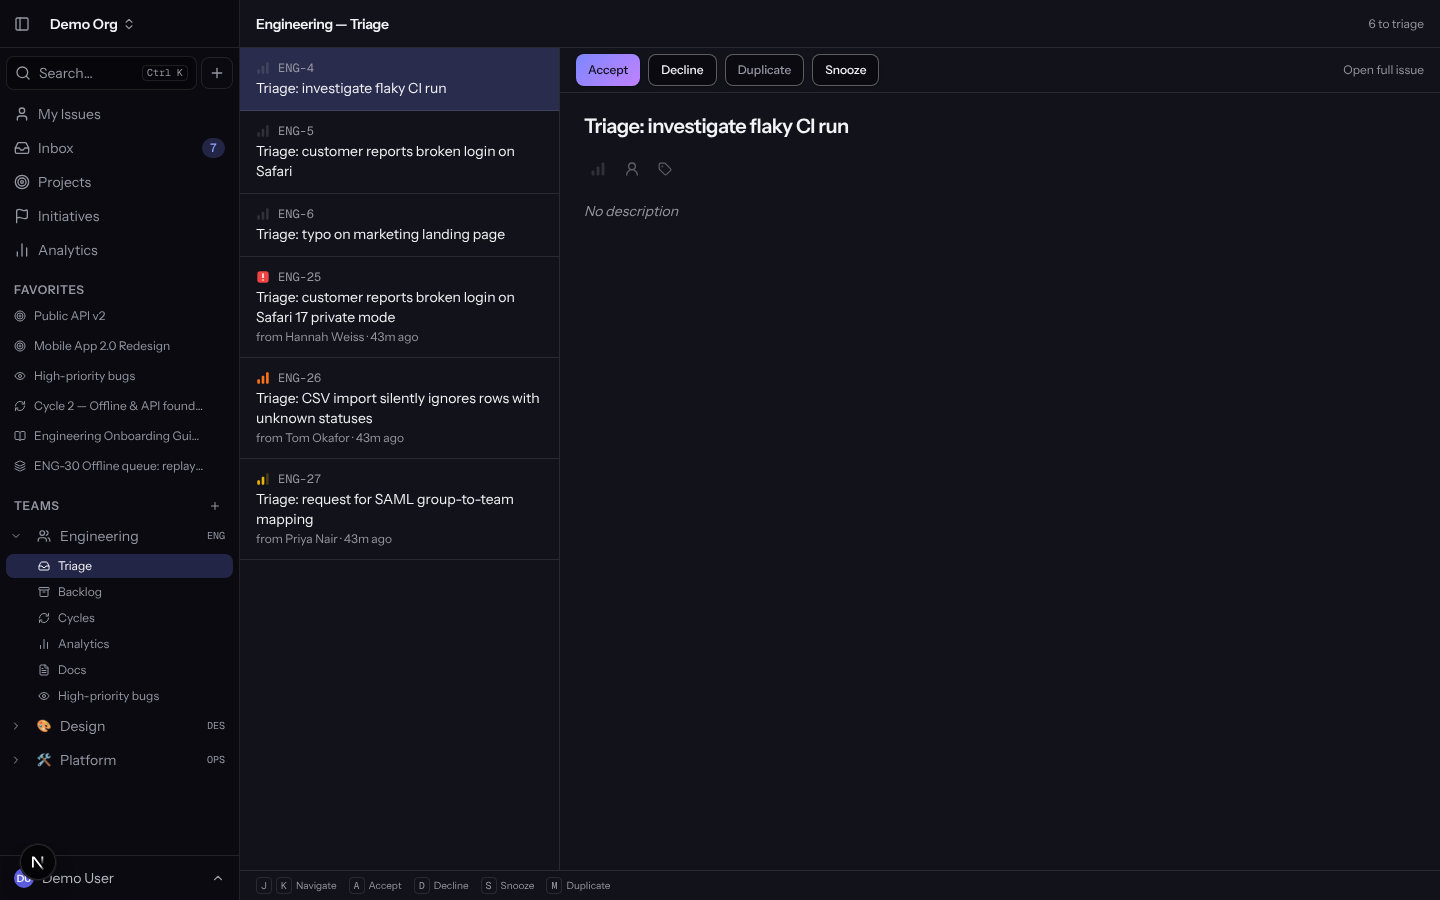 Demo Org
Search...
Ctrl K
My Issues
Inbox
7
Projects
Initiatives
Analytics
FAVORITES
Public API v2
Mobile App 2.0 Redesign
High-priority bugs
Cycle 2 — Offline & API found...
Engineering Onboarding Gui...
ENG-30 Offline queue: replay...
TEAMS
Engineering
ENG
Triage
Backlog
Cycles
Analytics
Docs
High-priority bugs
Design
DES
Platform
OPS
N
Demo User
Engineering — Triage
6 to triage
ENG-4
Triage: investigate flaky CI run
ENG-5
Triage: customer reports broken login on
Safari
ENG-6
Triage: typo on marketing landing page
ENG-25
Triage: customer reports broken login on
Safari 17 private mode
from Hannah Weiss · 43m ago
ENG-26
Triage: CSV import silently ignores rows with
unknown statuses
from Tom Okafor · 43m ago
ENG-27
Triage: request for SAML group-to-team
mapping
from Priya Nair · 43m ago
Accept
Decline
Duplicate
Snooze
Open full issue
Triage: investigate flaky CI run
No description
J K Navigate A Accept D Decline S Snooze M Duplicate